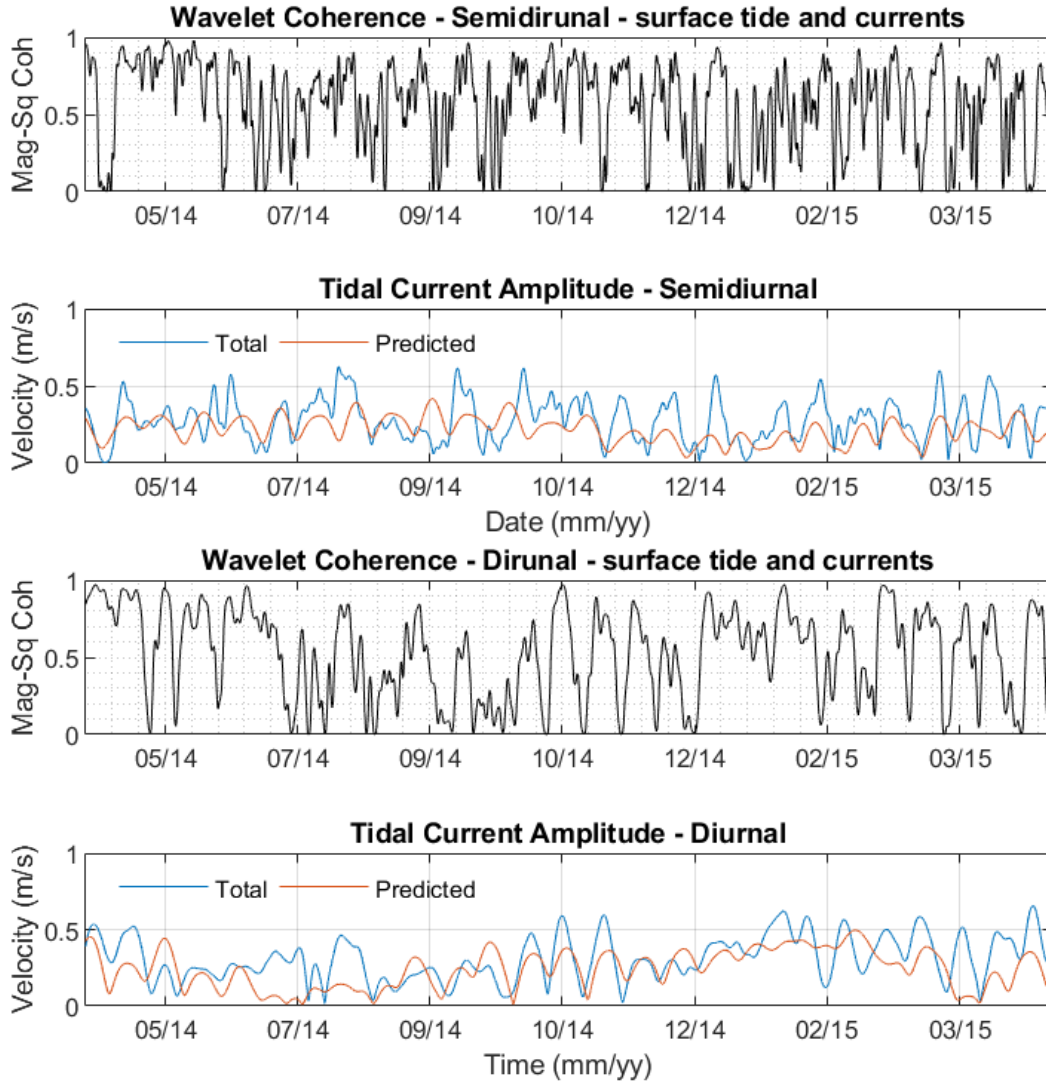 Wavelet Coherence - Semidirunal - surface tide and currents
Mag-Sq Coh
1
0.5
0
05/14 07/14 09/14 10/14 12/14 02/15 03/15
Tidal Current Amplitude - Semidiurnal
Velocity (m/s)
1
Total Predicted
0.5
0
05/14 07/14 09/14 10/14 12/14 02/15 03/15
Date (mm/yy)
Wavelet Coherence - Dirunal - surface tide and currents
Mag-Sq Coh
1
0.5
0
05/14 07/14 09/14 10/14 12/14 02/15 03/15
Tidal Current Amplitude - Diurnal
Velocity (m/s)
1
Total Predicted
0.5
0
05/14 07/14 09/14 10/14 12/14 02/15 03/15
Time (mm/yy)